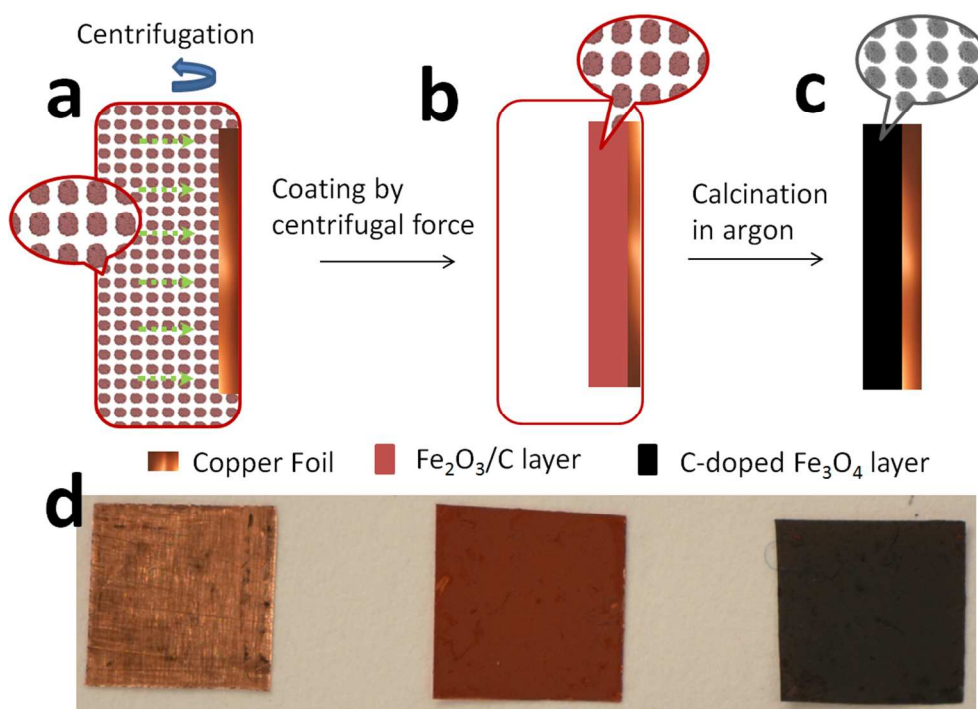 Centrifugation
a
b
c
Coating by
centrifugal force
Calcination
in argon
Copper Foil
Fe₂O₃/C layer
C-doped Fe₃O₄ layer
d